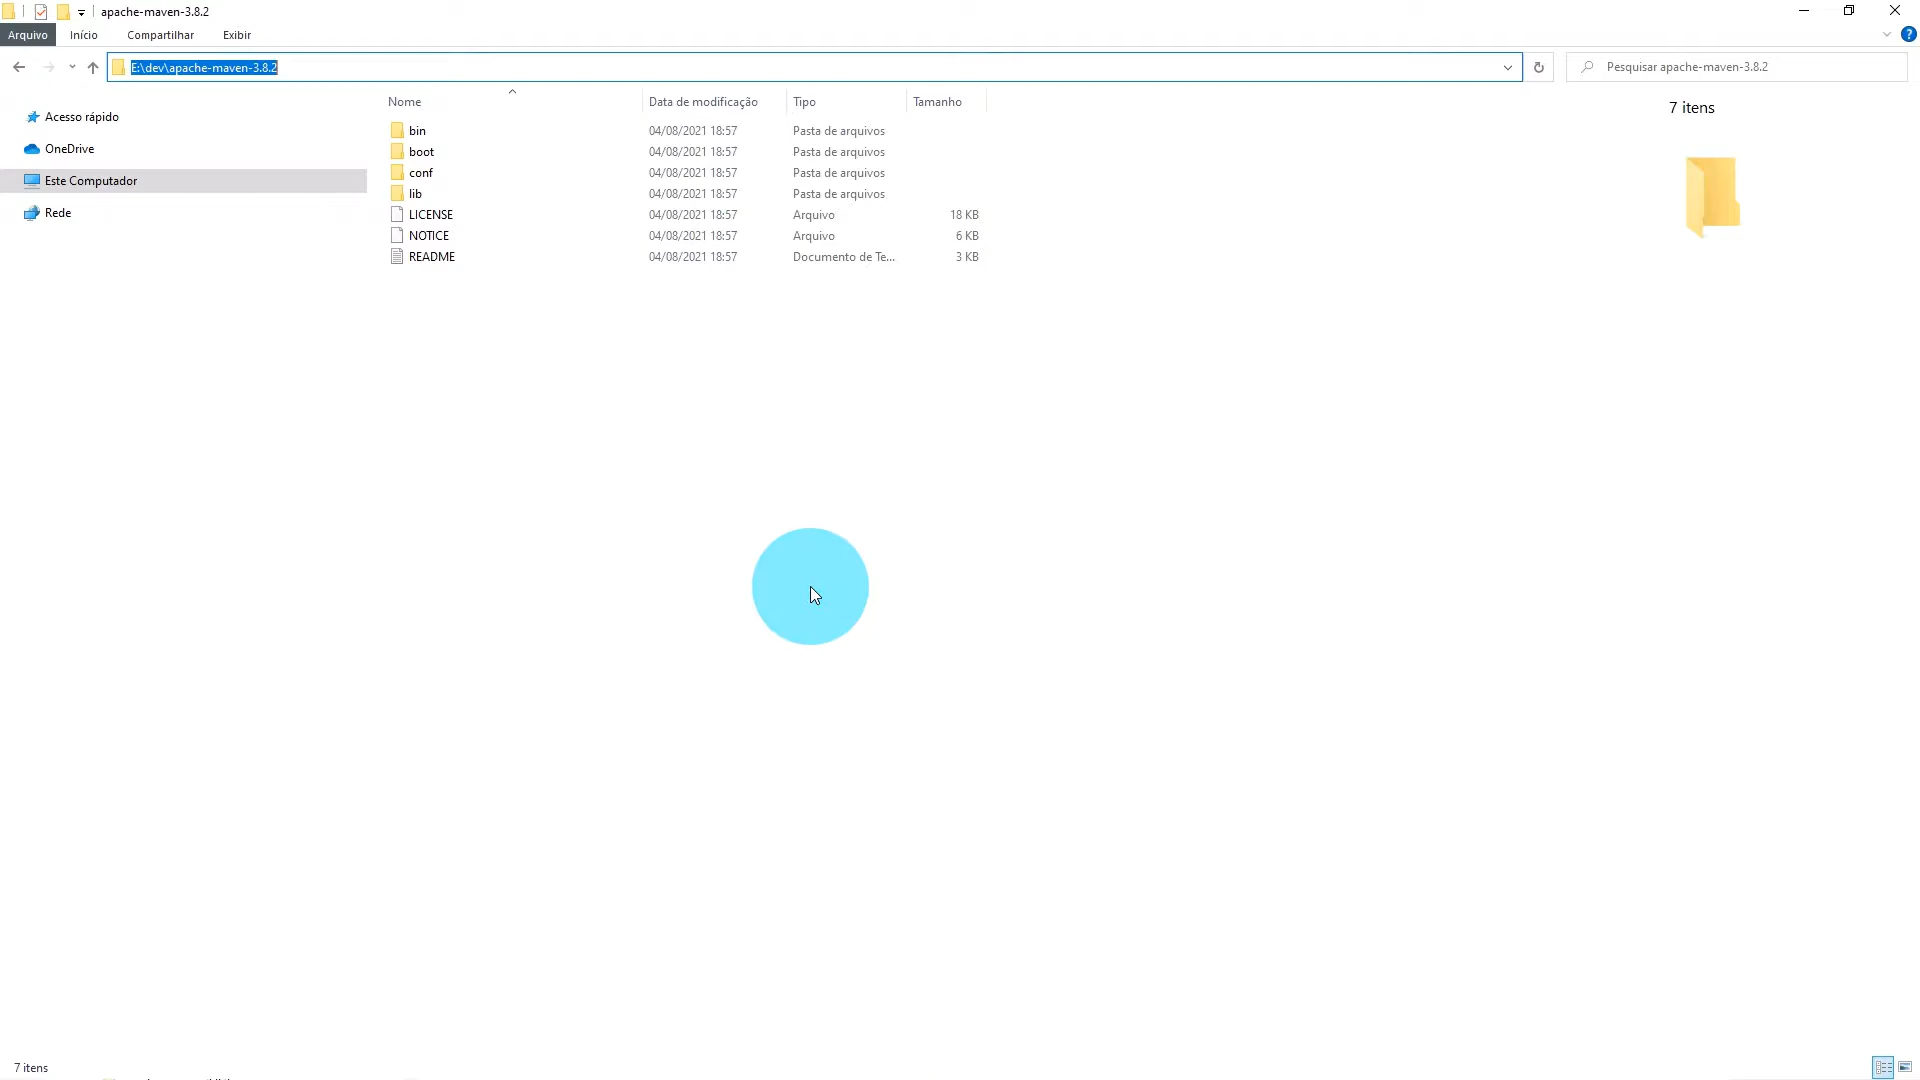 apache-maven-3.8.2
Arquivo Início Compartilhar Exibir
E:\dev\apache-maven-3.8.2
Pesquisar apache-maven-3.8.2
Nome Data de modificação Tipo Tamanho
7 itens
Acesso rápido
OneDrive
Este Computador
Rede
bin 04/08/2021 18:57 Pasta de arquivos
boot 04/08/2021 18:57 Pasta de arquivos
conf 04/08/2021 18:57 Pasta de arquivos
lib 04/08/2021 18:57 Pasta de arquivos
LICENSE 04/08/2021 18:57 Arquivo 18 KB
NOTICE 04/08/2021 18:57 Arquivo 6 KB
README 04/08/2021 18:57 Documento de Te... 3 KB
7 itens